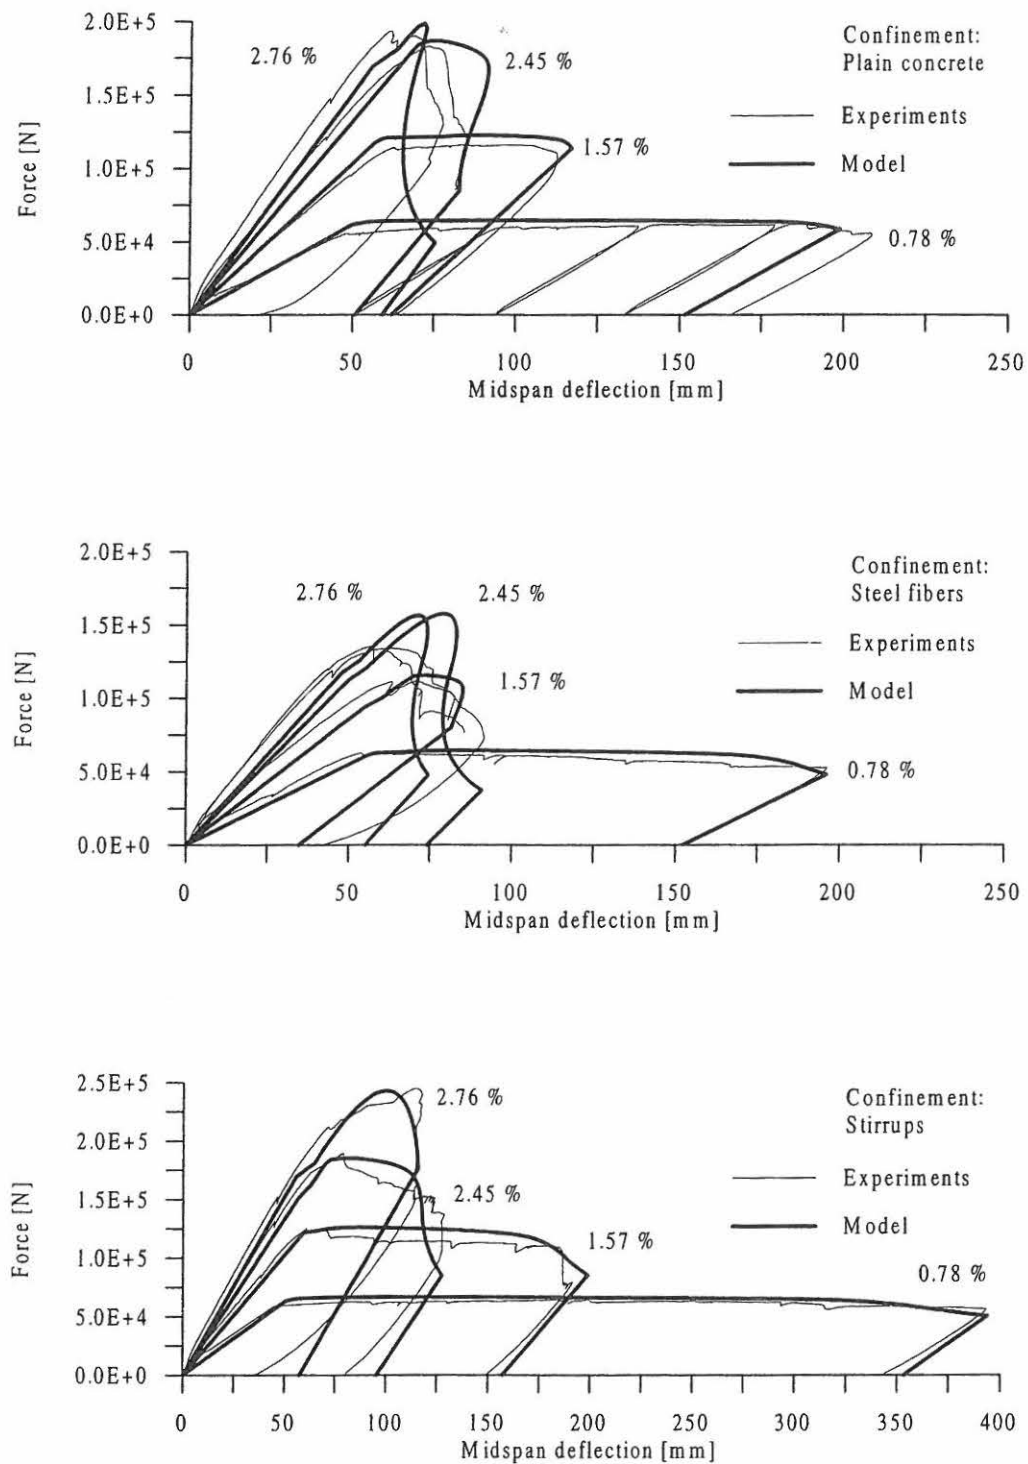 2.0E+5
1.5E+5
1.0E+5
5.0E+4
0.0E+0
Force [N]
2.76 %
2.45 %
1.57 %
0.78 %
Confinement:
Plain concrete
Experiments
Model
0 50 100 150 200 250
Midspan deflection [mm]
2.0E+5
1.5E+5
1.0E+5
5.0E+4
0.0E+0
Force [N]
2.76 %
2.45 %
1.57 %
0.78 %
Confinement:
Steel fibers
Experiments
Model
0 50 100 150 200 250
Midspan deflection [mm]
2.5E+5
2.0E+5
1.5E+5
1.0E+5
5.0E+4
0.0E+0
Force [N]
2.76 %
2.45 %
1.57 %
0.78 %
Confinement:
Stirrups
Experiments
Model
0 50 100 150 200 250 300 350 400
Midspan deflection [mm]